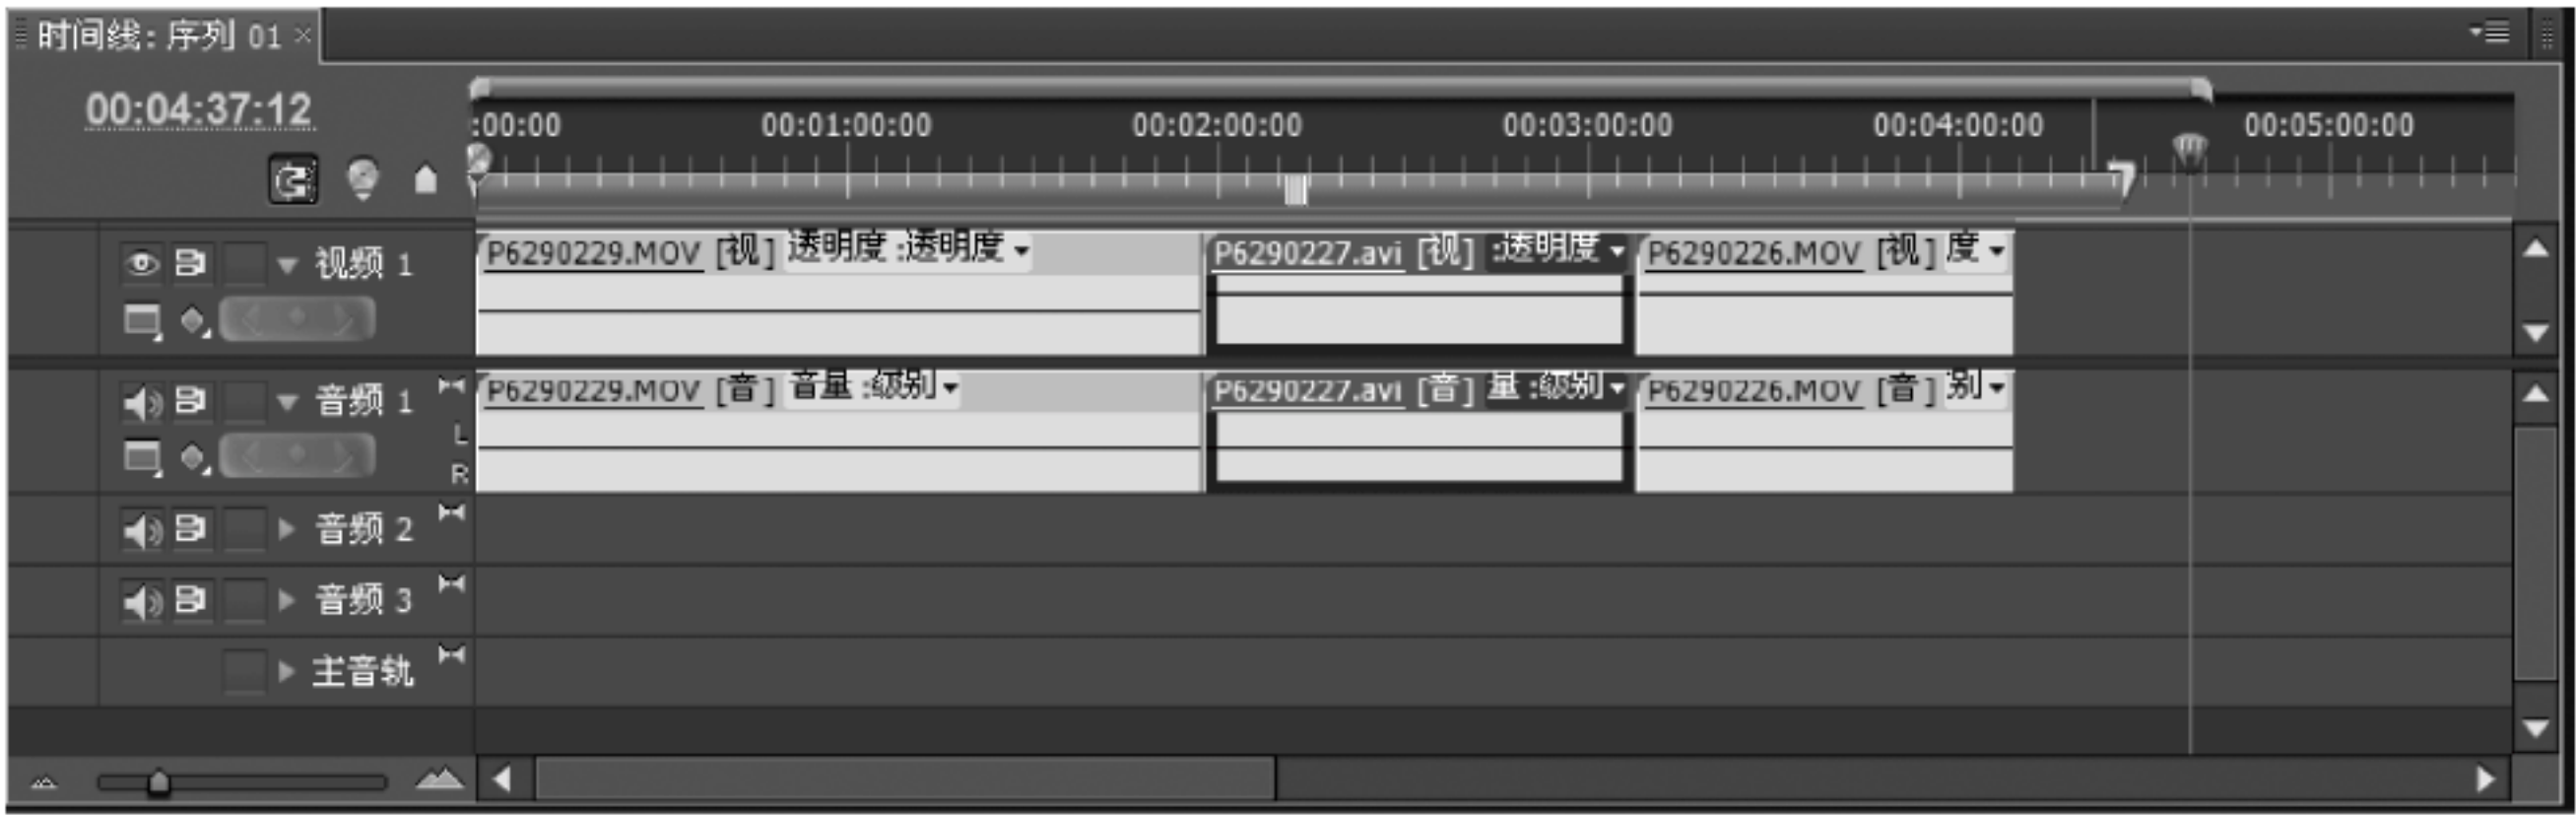 时间线: 序列 01 ×
00:04:37:12
:00:00 00:01:00:00 00:02:00:00 00:03:00:00 00:04:00:00 00:05:00:00
视频 1 P6290229.MOV [视] 透明度:透明度 P6290227.avi [视] :透明度 P6290226.MOV [视] 度
音频 1 P6290229.MOV [音] 音量:级别 P6290227.avi [音] 量:级别 P6290226.MOV [音] 别
L
R
音频 2
音频 3
主音轨